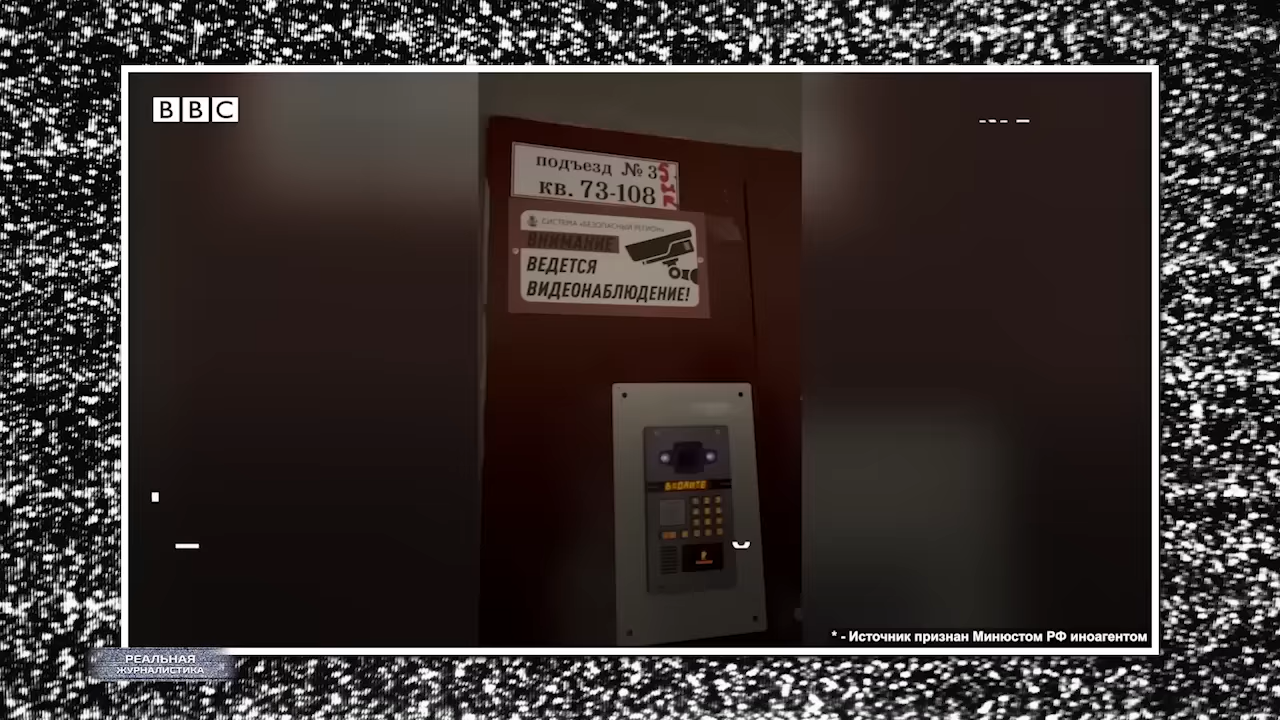 BBC
подъезд № 3
кв. 73-108
СИСТЕМА «БЕЗОПАСНЫЙ РЕГИОН»
ВНИМАНИЕ
ВЕДЕТСЯ
ВИДЕОНАБЛЮДЕНИЕ!
ВХОДИТЕ
* - Источник признан Минюстом РФ иноагентом
РЕАЛЬНАЯ
ЖУРНАЛИСТИКА